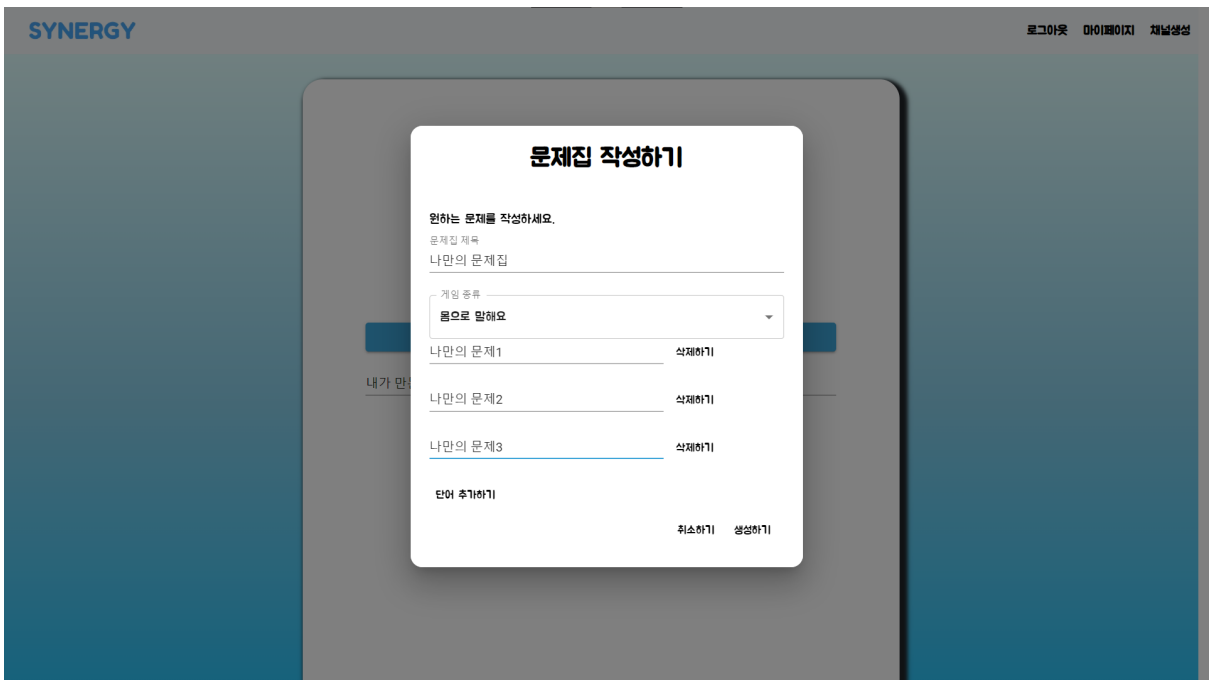 SYNERGY
로그아웃 마이페이지 채널생성
문제집 작성하기
원하는 문제를 작성하세요.
문제집 제목
나만의 문제집
게임 종류
몸으로 말해요
나만의 문제1 삭제하기
내가 만
나만의 문제2 삭제하기
나만의 문제3 삭제하기
단어 추가하기
취소하기 생성하기